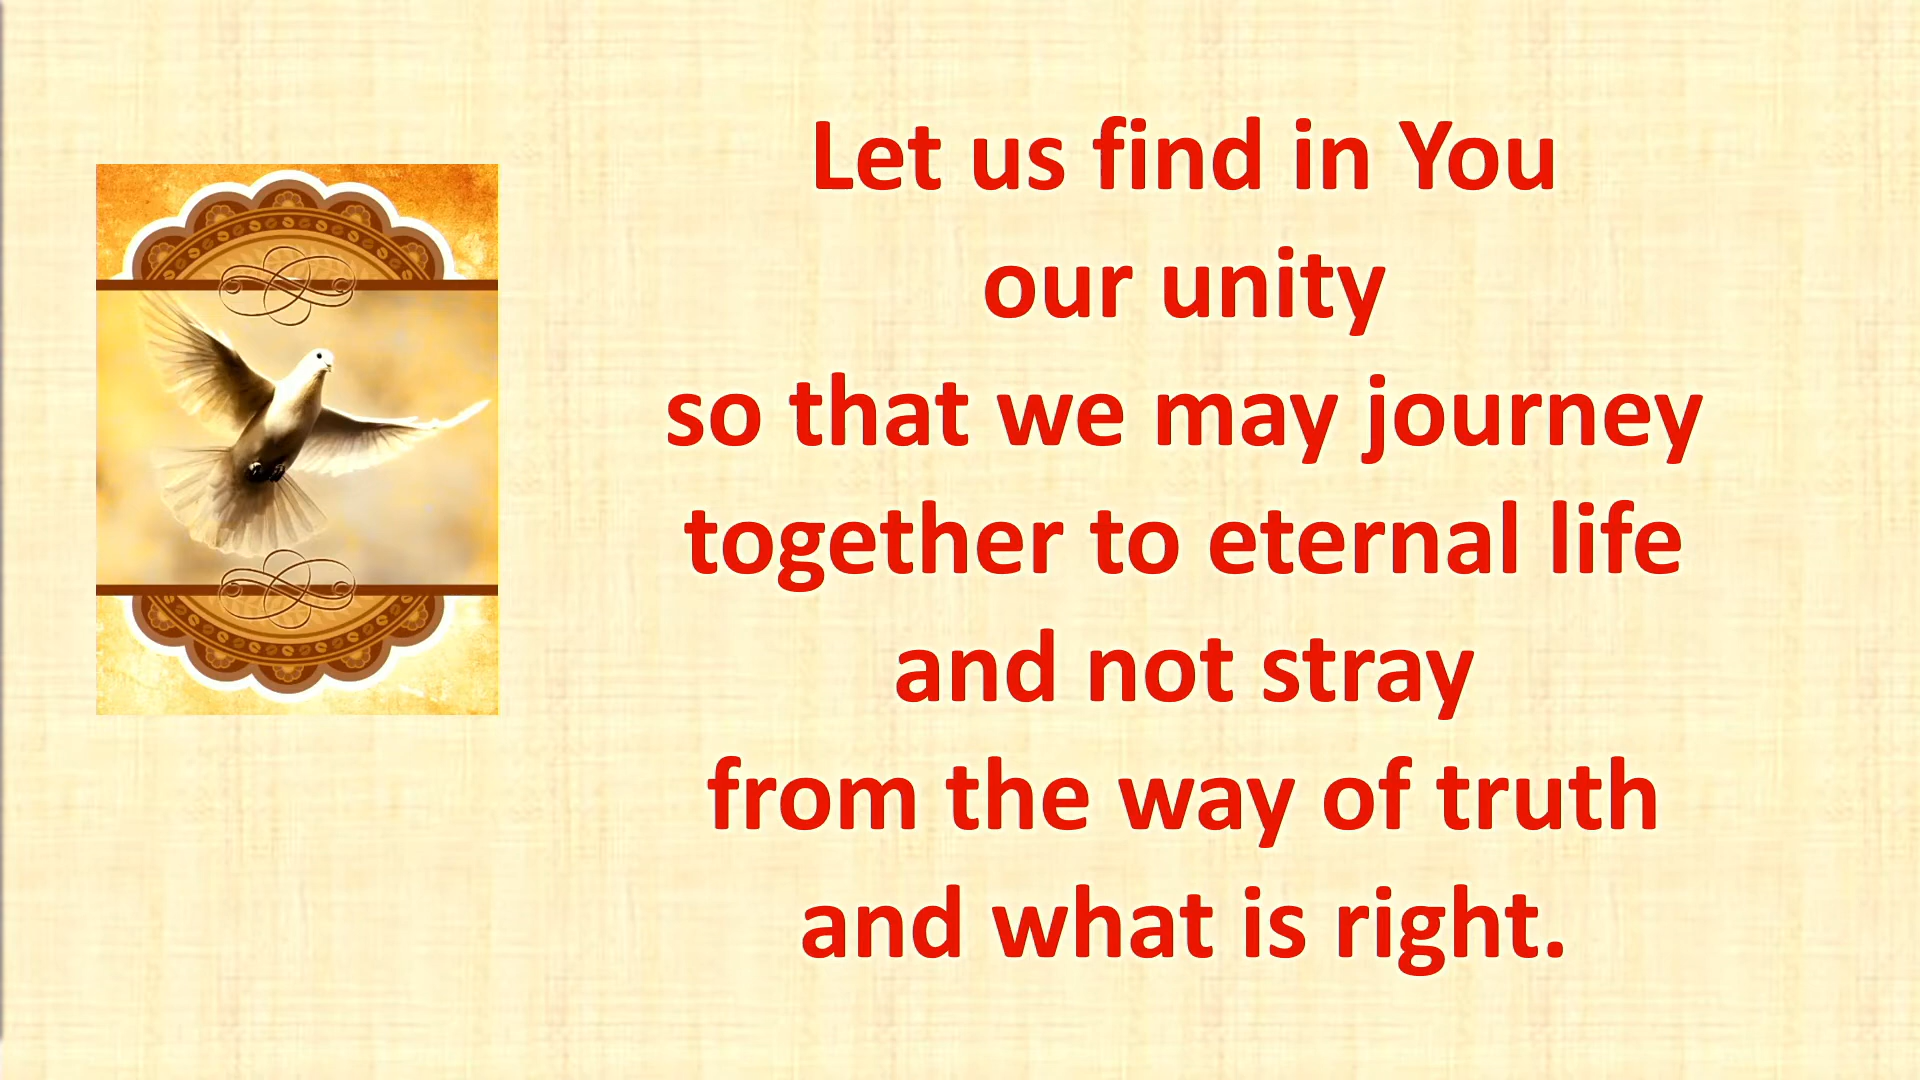 Let us find in You
our unity
so that we may journey
together to eternal life
and not stray
from the way of truth
and what is right.